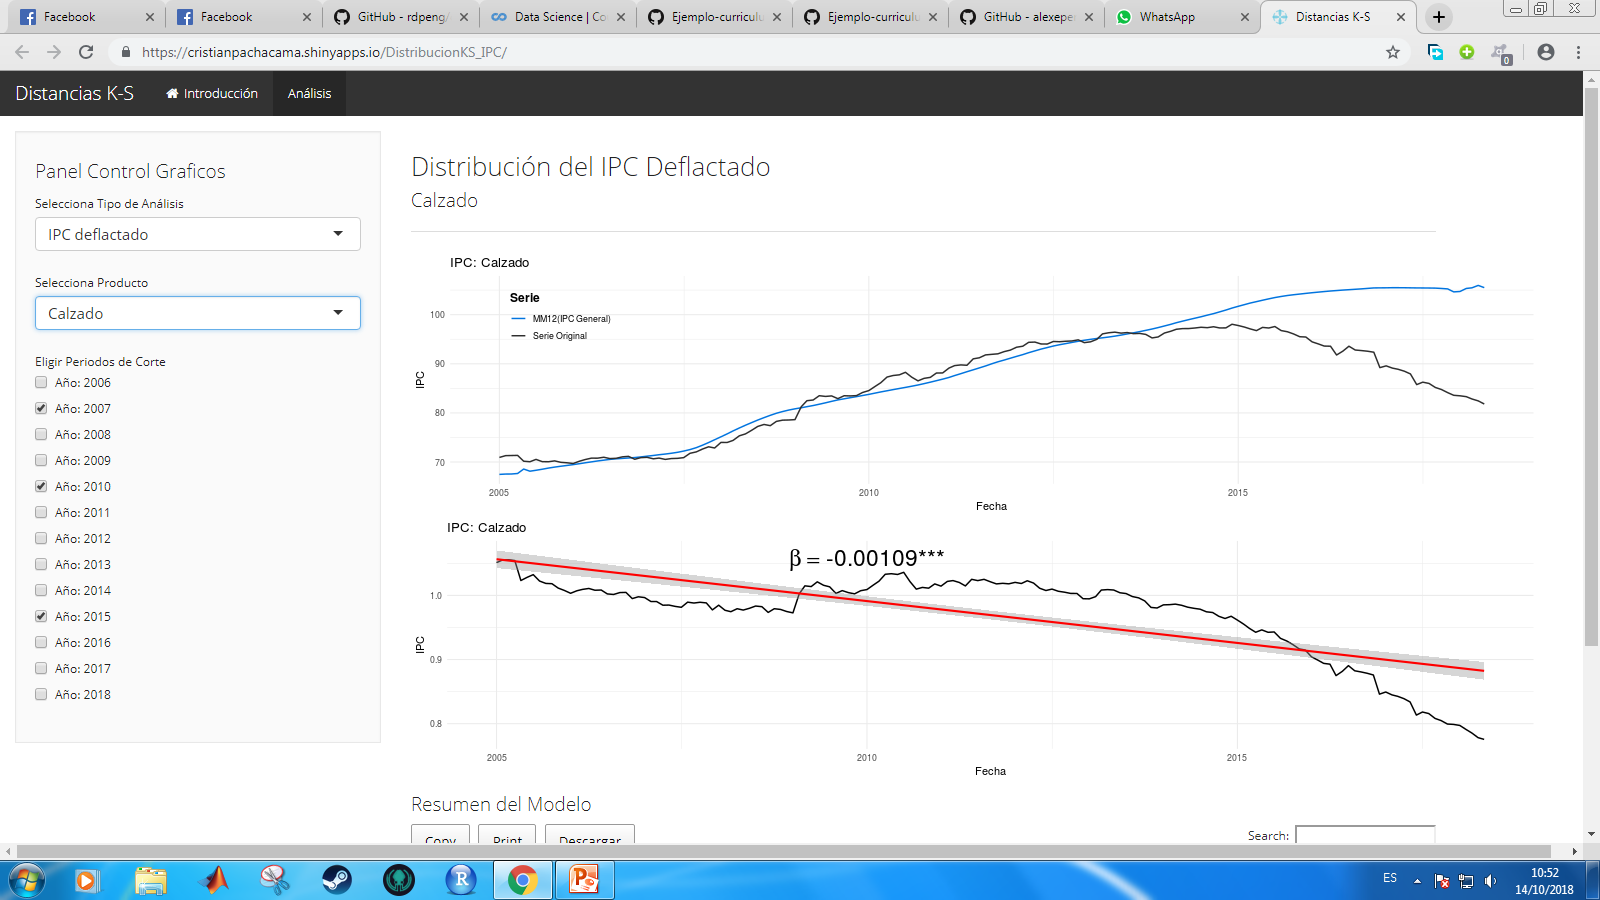 Facebook
Facebook
GitHub - rdpeng/
Data Science | Co
Ejemplo-curricul
Ejemplo-curricul
GitHub - alexepe
WhatsApp
Distancias K-S
https://cristianpachacama.shinyapps.io/DistribucionKS_IPC/
0
Distancias K-S
Introducción
Análisis
Panel Control Graficos
Selecciona Tipo de Análisis
IPC deflactado
Selecciona Producto
Calzado
Eligir Periodos de Corte
Año: 2006
Año: 2007
Año: 2008
Año: 2009
Año: 2010
Año: 2011
Año: 2012
Año: 2013
Año: 2014
Año: 2015
Año: 2016
Año: 2017
Año: 2018
Distribución del IPC Deflactado
Calzado
IPC: Calzado
Serie
MM12(IPC General)
Serie Original
100
90
80
70
IPC
2005
2010
2015
Fecha
IPC: Calzado
β = -0.00109***
1.0
0.9
0.8
IPC
2005
2010
2015
Fecha
Resumen del Modelo
Copy
Print
Descargar
Search:
ES
10:52
14/10/2018